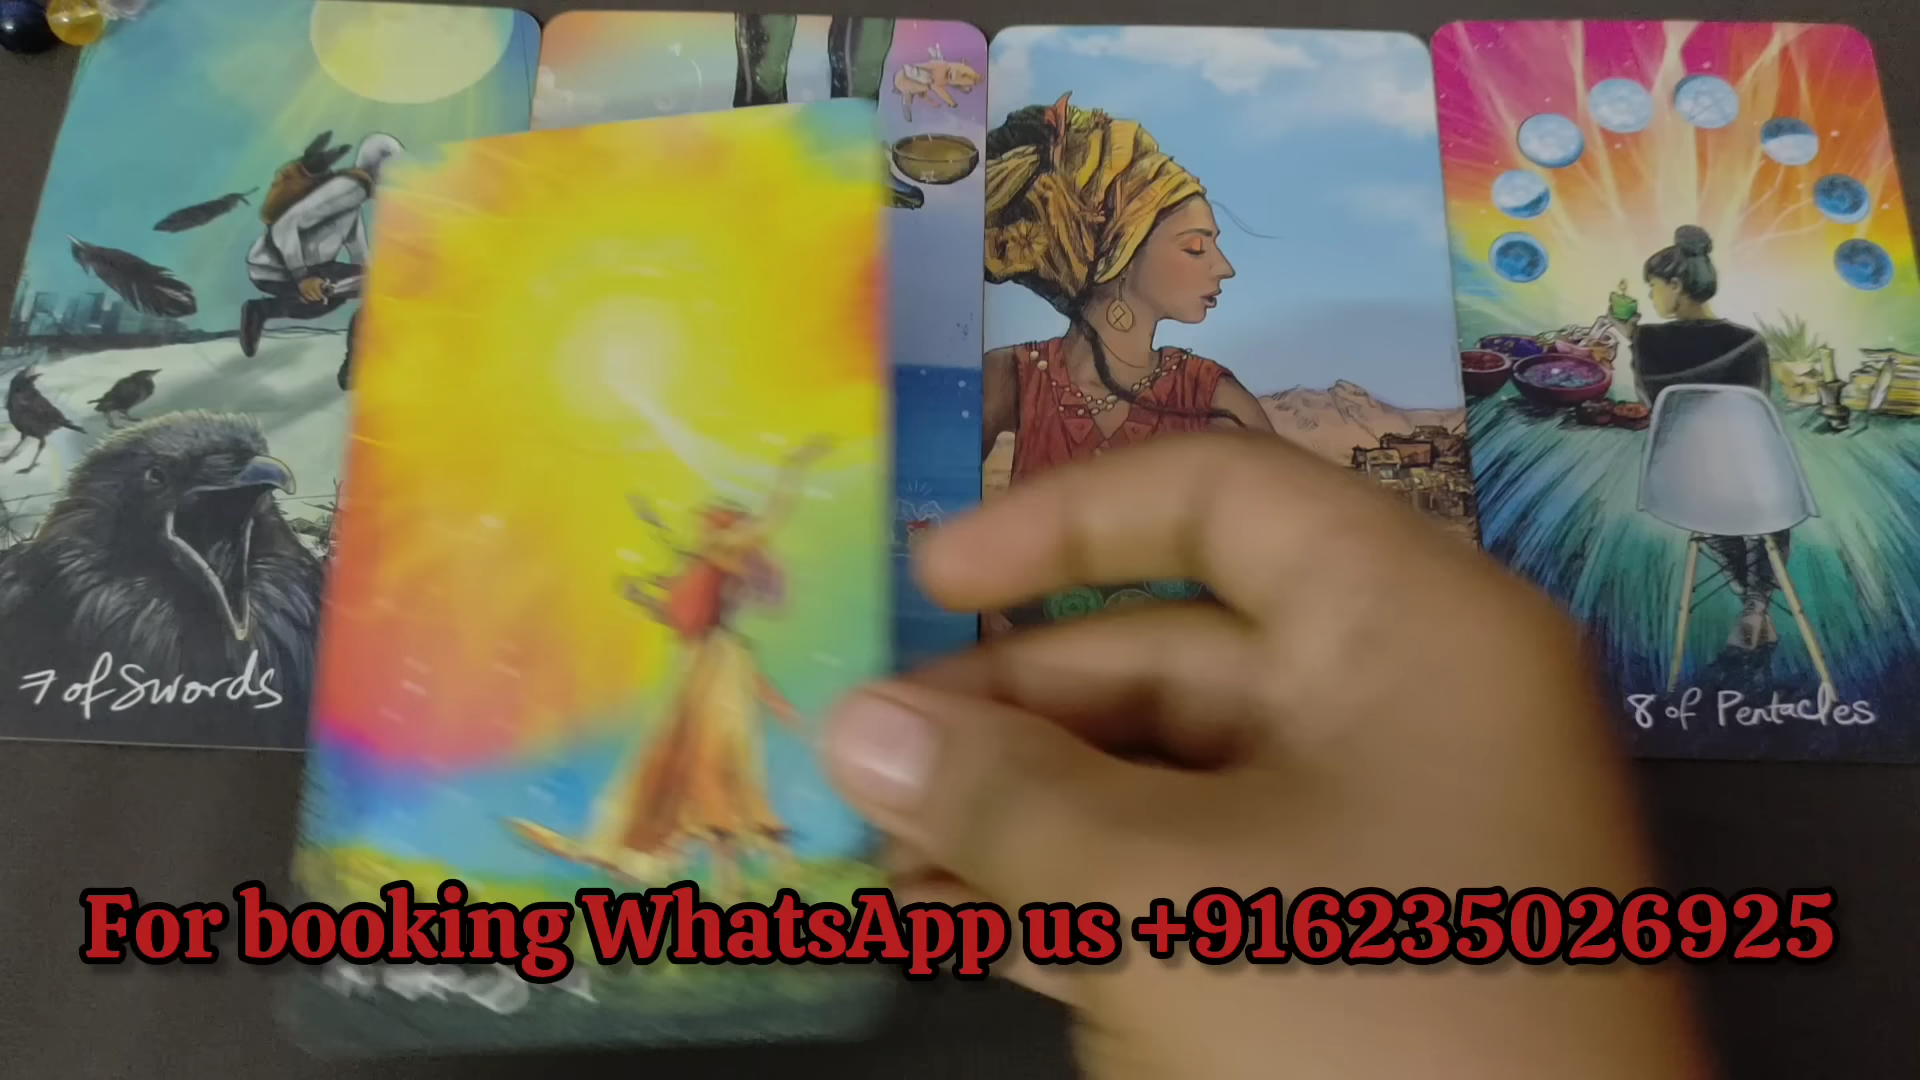 7 of Swords
8 of Pentacles
For booking WhatsApp us +916235026925